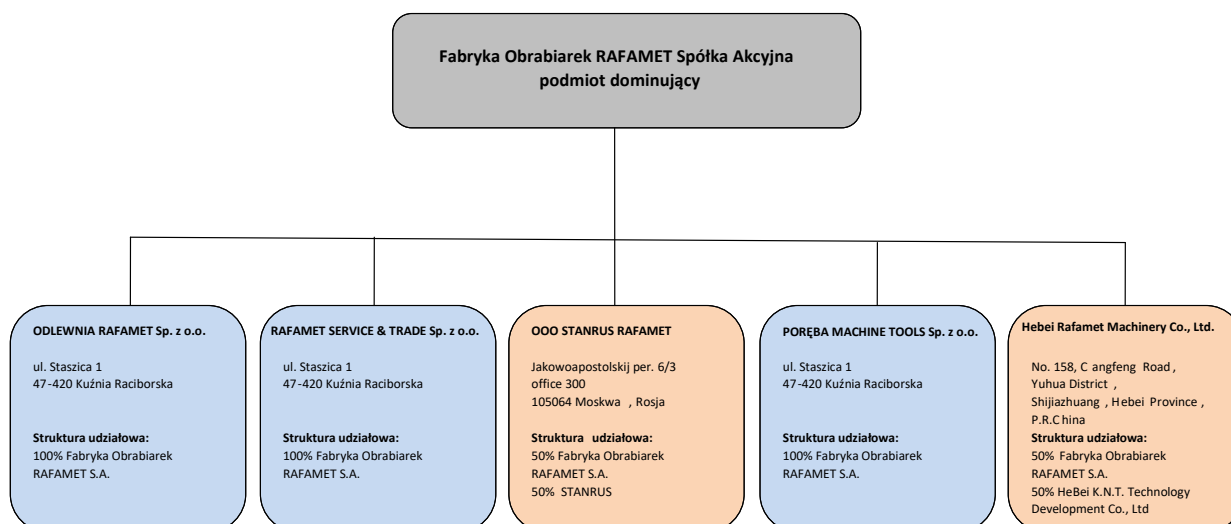 Fabryka Obrabiarek RAFAMET Spółka Akcyjna
podmiot dominujący
ODLEWNIA RAFAMET Sp. z o.o.
ul. Staszica 1
47-420 Kuźnia Raciborska
Struktura udziałowa:
100% Fabryka Obrabiarek
RAFAMET S.A.
RAFAMET SERVICE & TRADE Sp. z o.o.
ul. Staszica 1
47-420 Kuźnia Raciborska
Struktura udziałowa:
100% Fabryka Obrabiarek
RAFAMET S.A.
OOO STANRUS RAFAMET
Jakowoapostolskij per. 6/3
office 300
105064 Moskwa , Rosja
Struktura udziałowa:
50% Fabryka Obrabiarek
RAFAMET S.A.
50% STANRUS
PORĘBA MACHINE TOOLS Sp. z o.o.
ul. Staszica 1
47-420 Kuźnia Raciborska
Struktura udziałowa:
100% Fabryka Obrabiarek
RAFAMET S.A.
Hebei Rafamet Machinery Co., Ltd.
No. 158, C angfeng Road ,
Yuhua District ,
Shijiazhuang , Hebei Province ,
P.R.C hina
Struktura udziałowa:
50% Fabryka Obrabiarek
RAFAMET S.A.
50% HeBei K.N.T. Technology
Development Co., Ltd